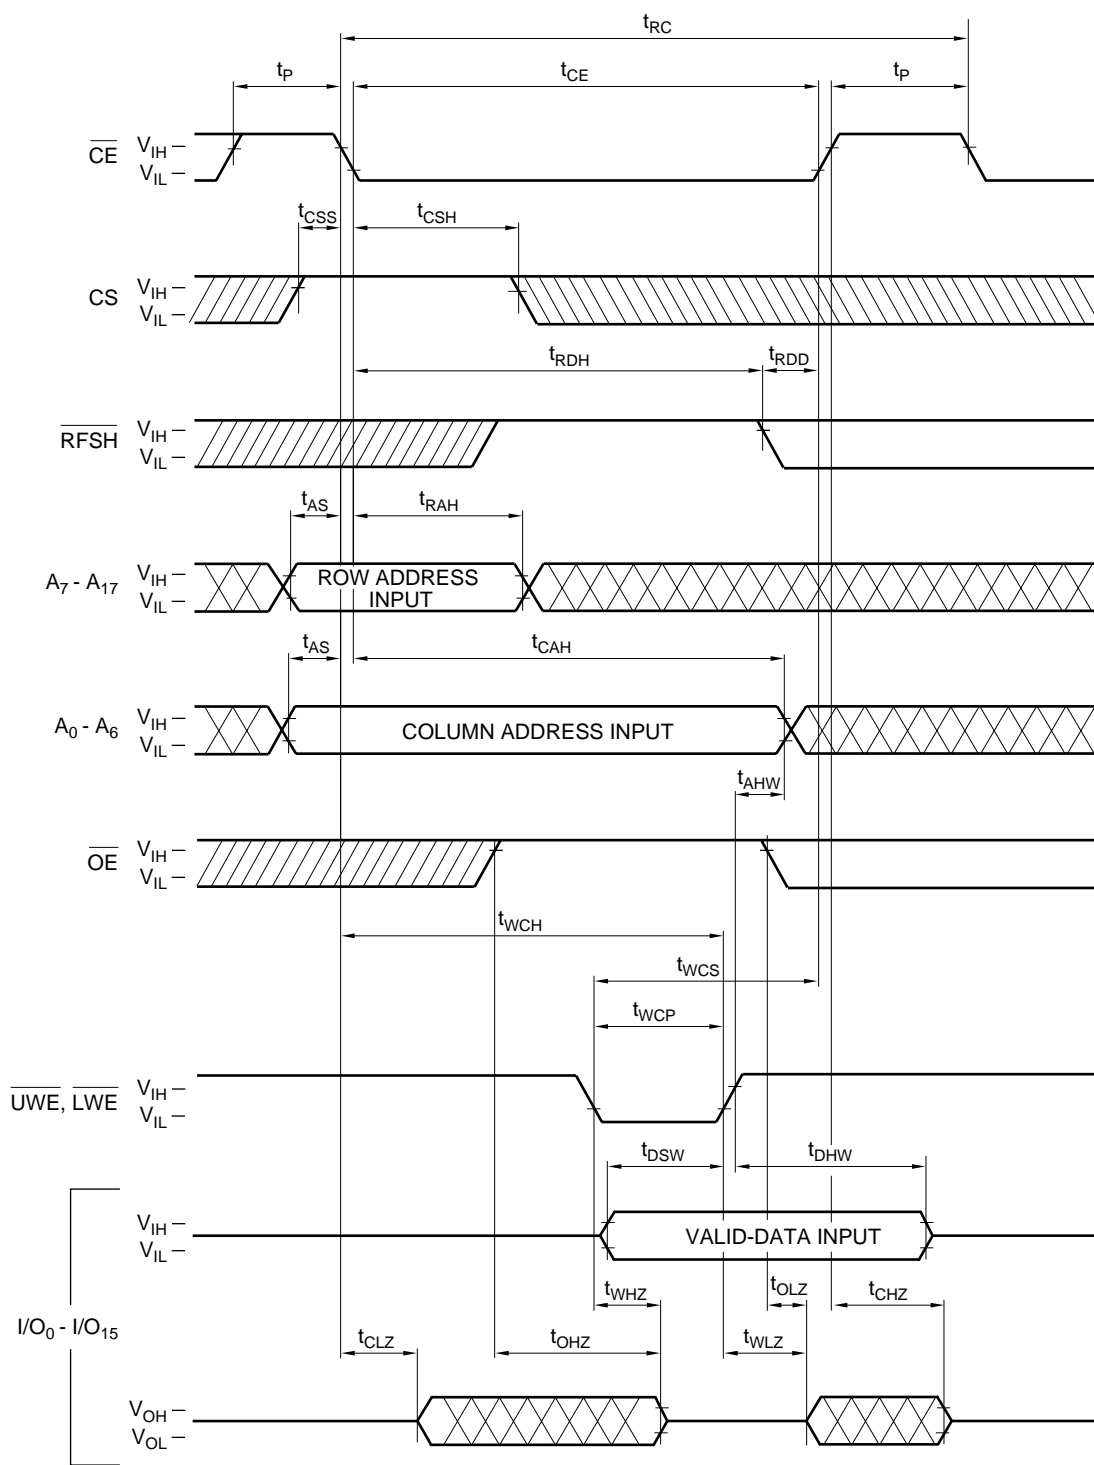 tRC
tP tCE tP
CE VIH
VIL
tCSS tCSH
CS VIH
VIL
tRDH tRDD
RFSH VIH
VIL
tAS tRAH
A7 - A17 VIH
VIL
ROW ADDRESS
INPUT
tAS tCAH
A0 - A6 VIH
VIL
COLUMN ADDRESS INPUT
tAHW
OE VIH
VIL
tWCH
tWCS
tWCP
UWE, LWE VIH
VIL
tDSW tDHW
VIH
VIL
VALID-DATA INPUT
tWHZ tOLZ tCHZ
I/O0 - I/O15
tCLZ tOHZ tWLZ
VOH
VOL